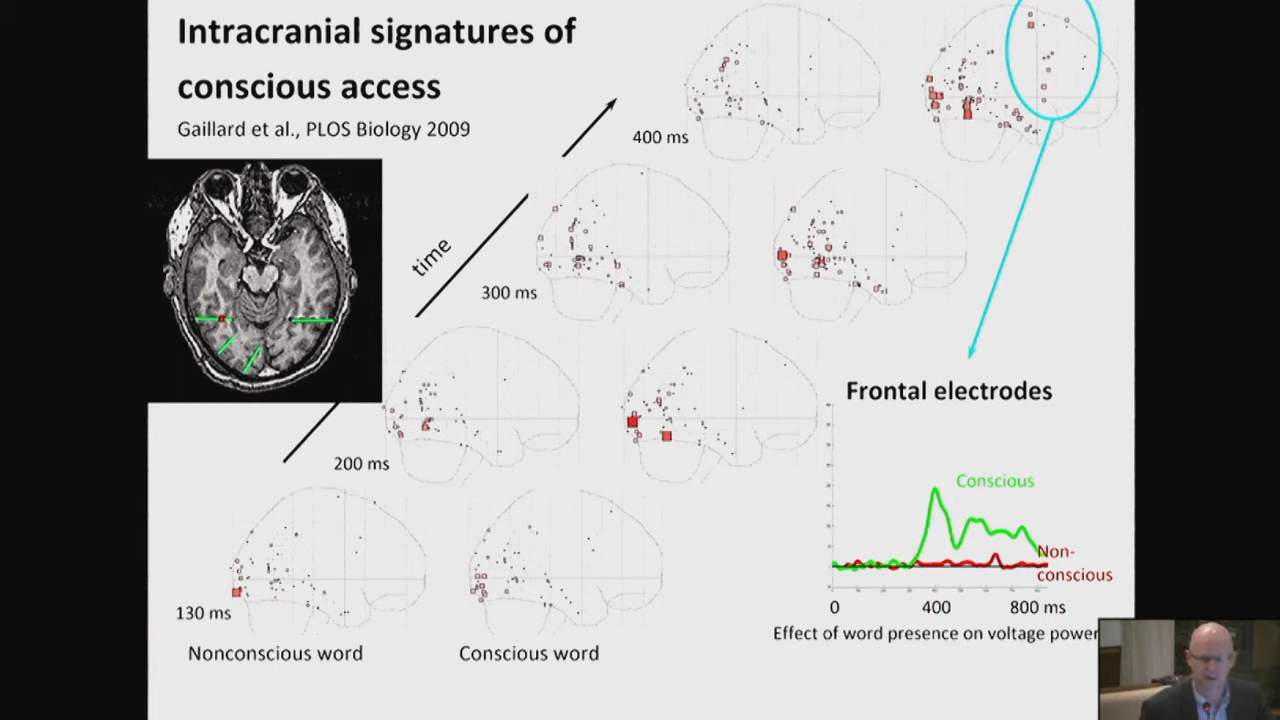 Intracranial signatures of
conscious access
Gaillard et al., PLOS Biology 2009
400 ms
time
300 ms
Frontal electrodes
200 ms
Conscious
Non-
conscious
130 ms
0 400 800 ms
Effect of word presence on voltage power
Nonconscious word Conscious word